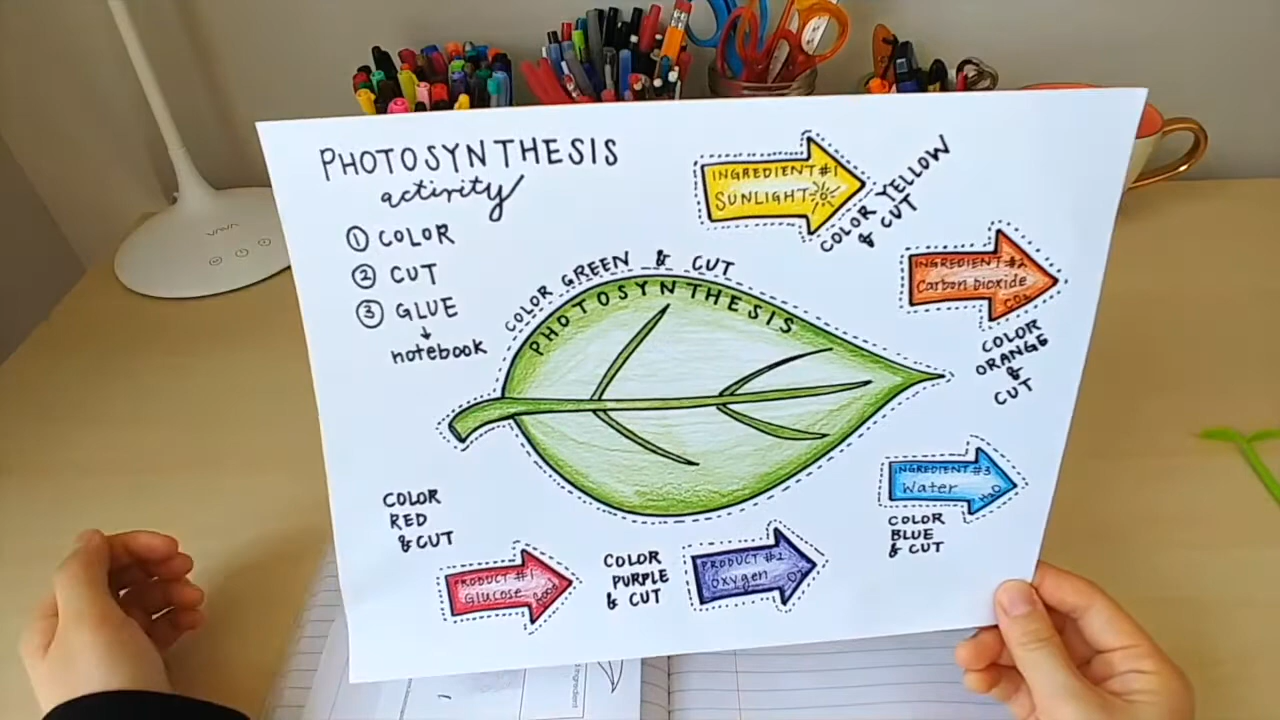 PHOTOSYNTHESIS
activity
① COLOR
② CUT
③ GLUE
↓
notebook
INGREDIENT #1
SUNLIGHT
COLOR YELLOW
& CUT
INGREDIENT #2
Carbon Dioxide
CO2
COLOR
ORANGE
&
CUT
COLOR GREEN & CUT
PHOTOSYNTHESIS
INGREDIENT #3
Water
H2O
COLOR
BLUE
& CUT
COLOR
RED
& CUT
PRODUCT #1
Glucose
food
COLOR
PURPLE
& CUT
PRODUCT #2
Oxygen
O2
VAVA